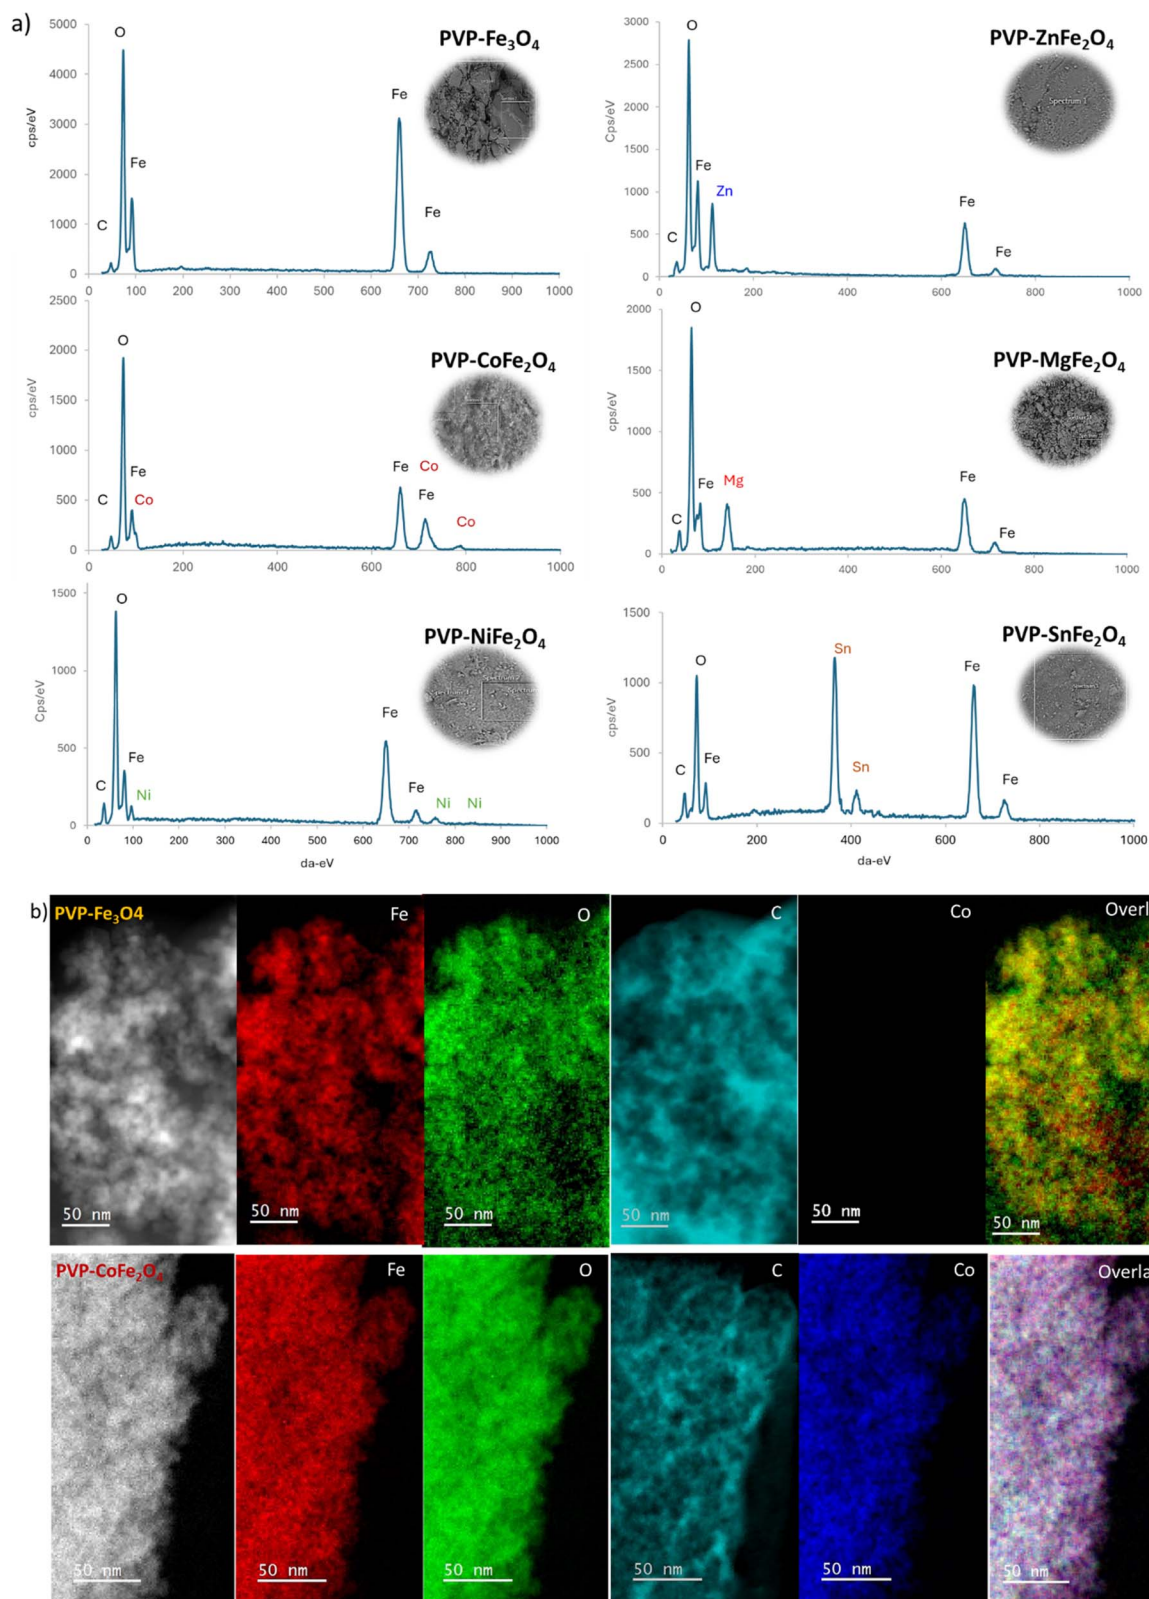 a)
PVP-Fe₃O₄
cps/eV
5000
4000
3000
2000
1000
0
O
Fe
C
Fe
Fe
0 100 200 300 400 500 600 700 800 900 1000
PVP-ZnFe₂O₄
Cps/eV
3000
2500
2000
1500
1000
500
0
O
Fe
Zn
C
Fe
Fe
Spectrum 1
0 200 400 600 800 1000
PVP-CoFe₂O₄
cps/eV
2500
2000
1500
1000
500
0
O
Fe
Co
C
Fe
Co
Fe
Co
0 200 400 600 800 1000
PVP-MgFe₂O₄
cps/eV
2000
1500
1000
500
0
O
Fe
Mg
C
Fe
Fe
0 200 400 600 800 1000
PVP-NiFe₂O₄
Cps/eV
1500
1000
500
0
O
Fe
C
Ni
Fe
Fe
Ni
Ni
Spectrum 2
Spectrum 1
0 100 200 300 400 500 600 700 800 900 1000
da-eV
PVP-SnFe₂O₄
cps/eV
1500
1000
500
0
O
C
Fe
Sn
Sn
Fe
Fe
0 200 400 600 800 1000
da-eV
b)
PVP-Fe₃O4
Fe
O
C
Co
Overl
50 nm
50 nm
50 nm
50 nm
50 nm
50 nm
PVP-CoFe₂O₄
Fe
O
C
Co
Overla
50 nm
50 nm
50 nm
50 nm
50 nm
50 nm